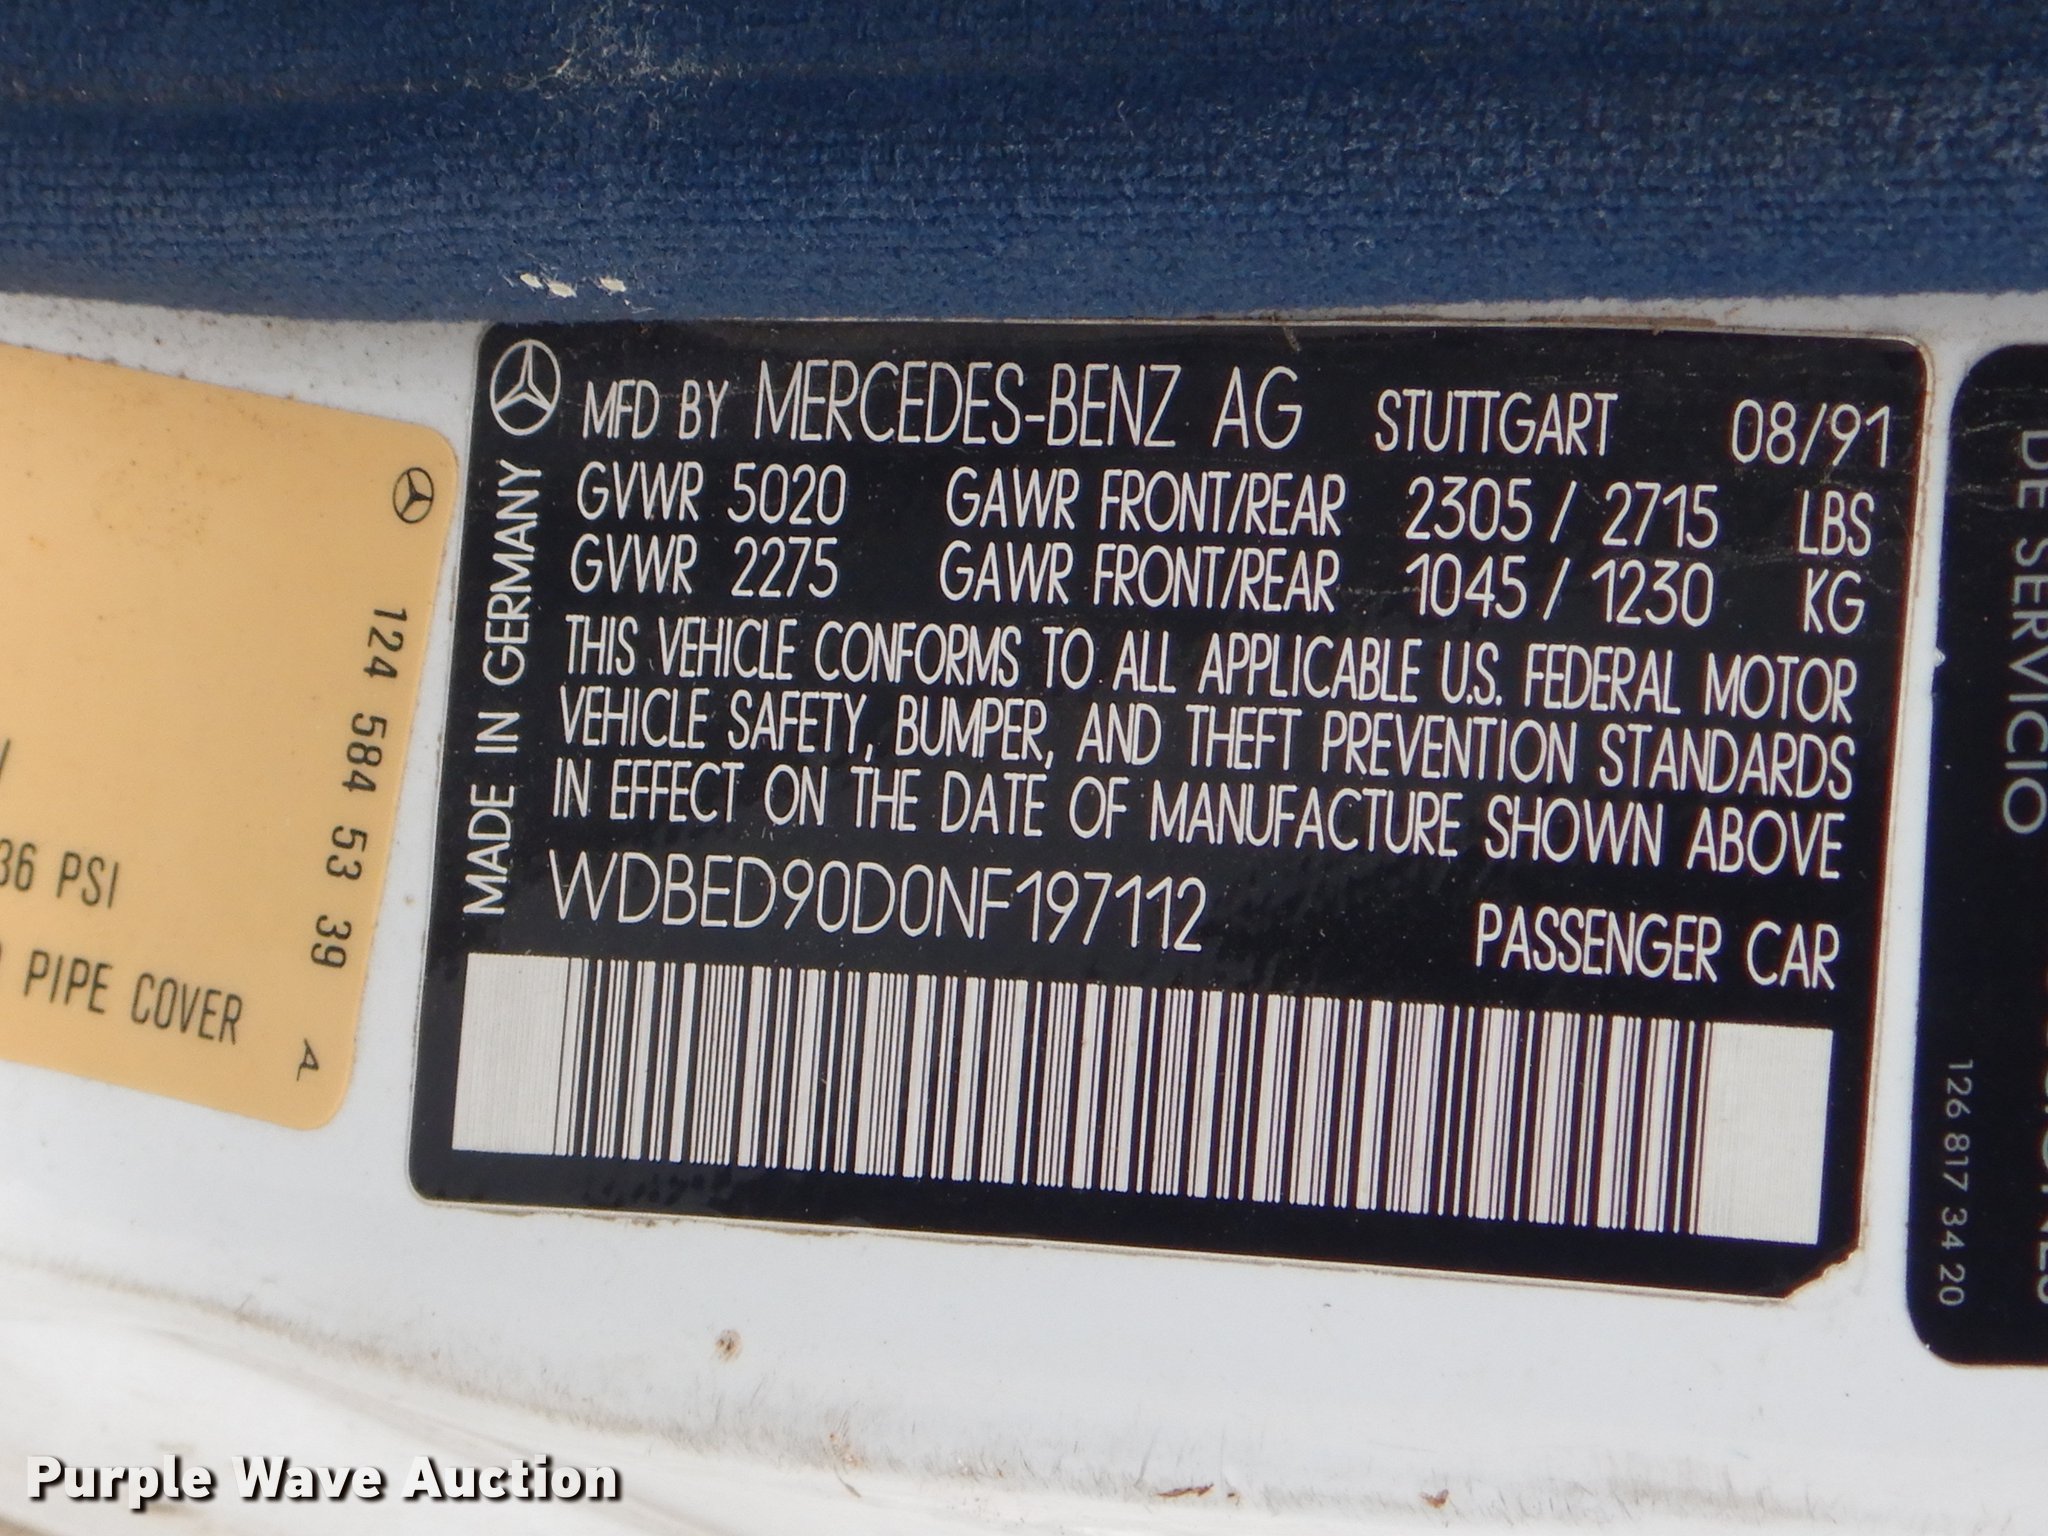 MFD BY MERCEDES-BENZ AG STUTTGART 08/91
GVWR 5020 GAWR FRONT/REAR 2305 / 2715 LBS
GVWR 2275 GAWR FRONT/REAR 1045 / 1230 KG
THIS VEHICLE CONFORMS TO ALL APPLICABLE U.S. FEDERAL MOTOR
VEHICLE SAFETY, BUMPER, AND THEFT PREVENTION STANDARDS
IN EFFECT ON THE DATE OF MANUFACTURE SHOWN ABOVE
WDBED90D0NF197112
PASSENGER CAR
MADE IN GERMANY
36 PSI
PIPE COVER
124 584 53 39
A
DE SERVICIO
126 817 34 20
Purple Wave Auction